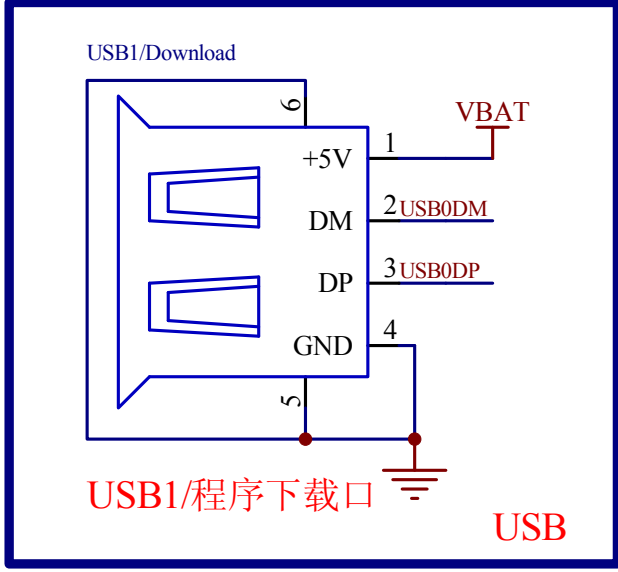 USB1/Download
6
VBAT
+5V 1
DM 2 USB0DM
DP 3 USB0DP
GND 4
5
USB1/程序下载口
USB